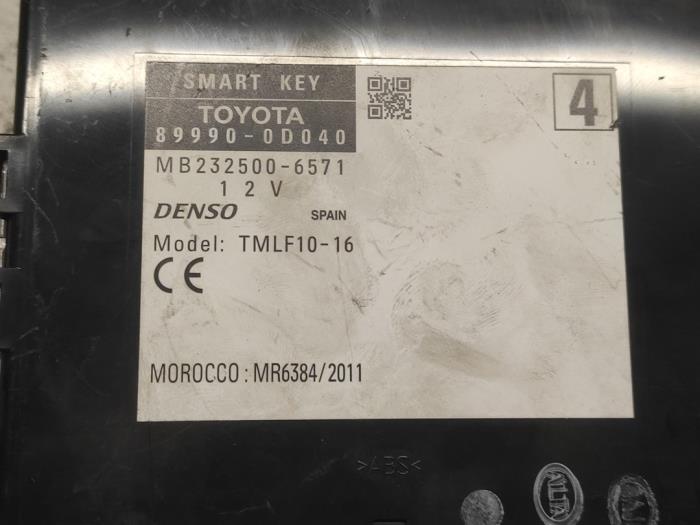 SMART KEY
4
TOYOTA
89990-0D040
MB232500-6571
12V
DENSO SPAIN
Model: TMLF10-16
CE
MOROCCO : MR6384/2011
>ABS<